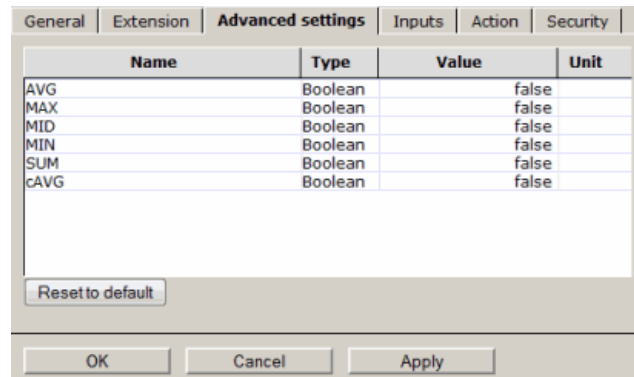 General Extension Advanced settings Inputs Action Security
Name Type Value Unit
AVG Boolean false
MAX Boolean false
MID Boolean false
MIN Boolean false
SUM Boolean false
cAVG Boolean false
Reset to default
OK Cancel Apply